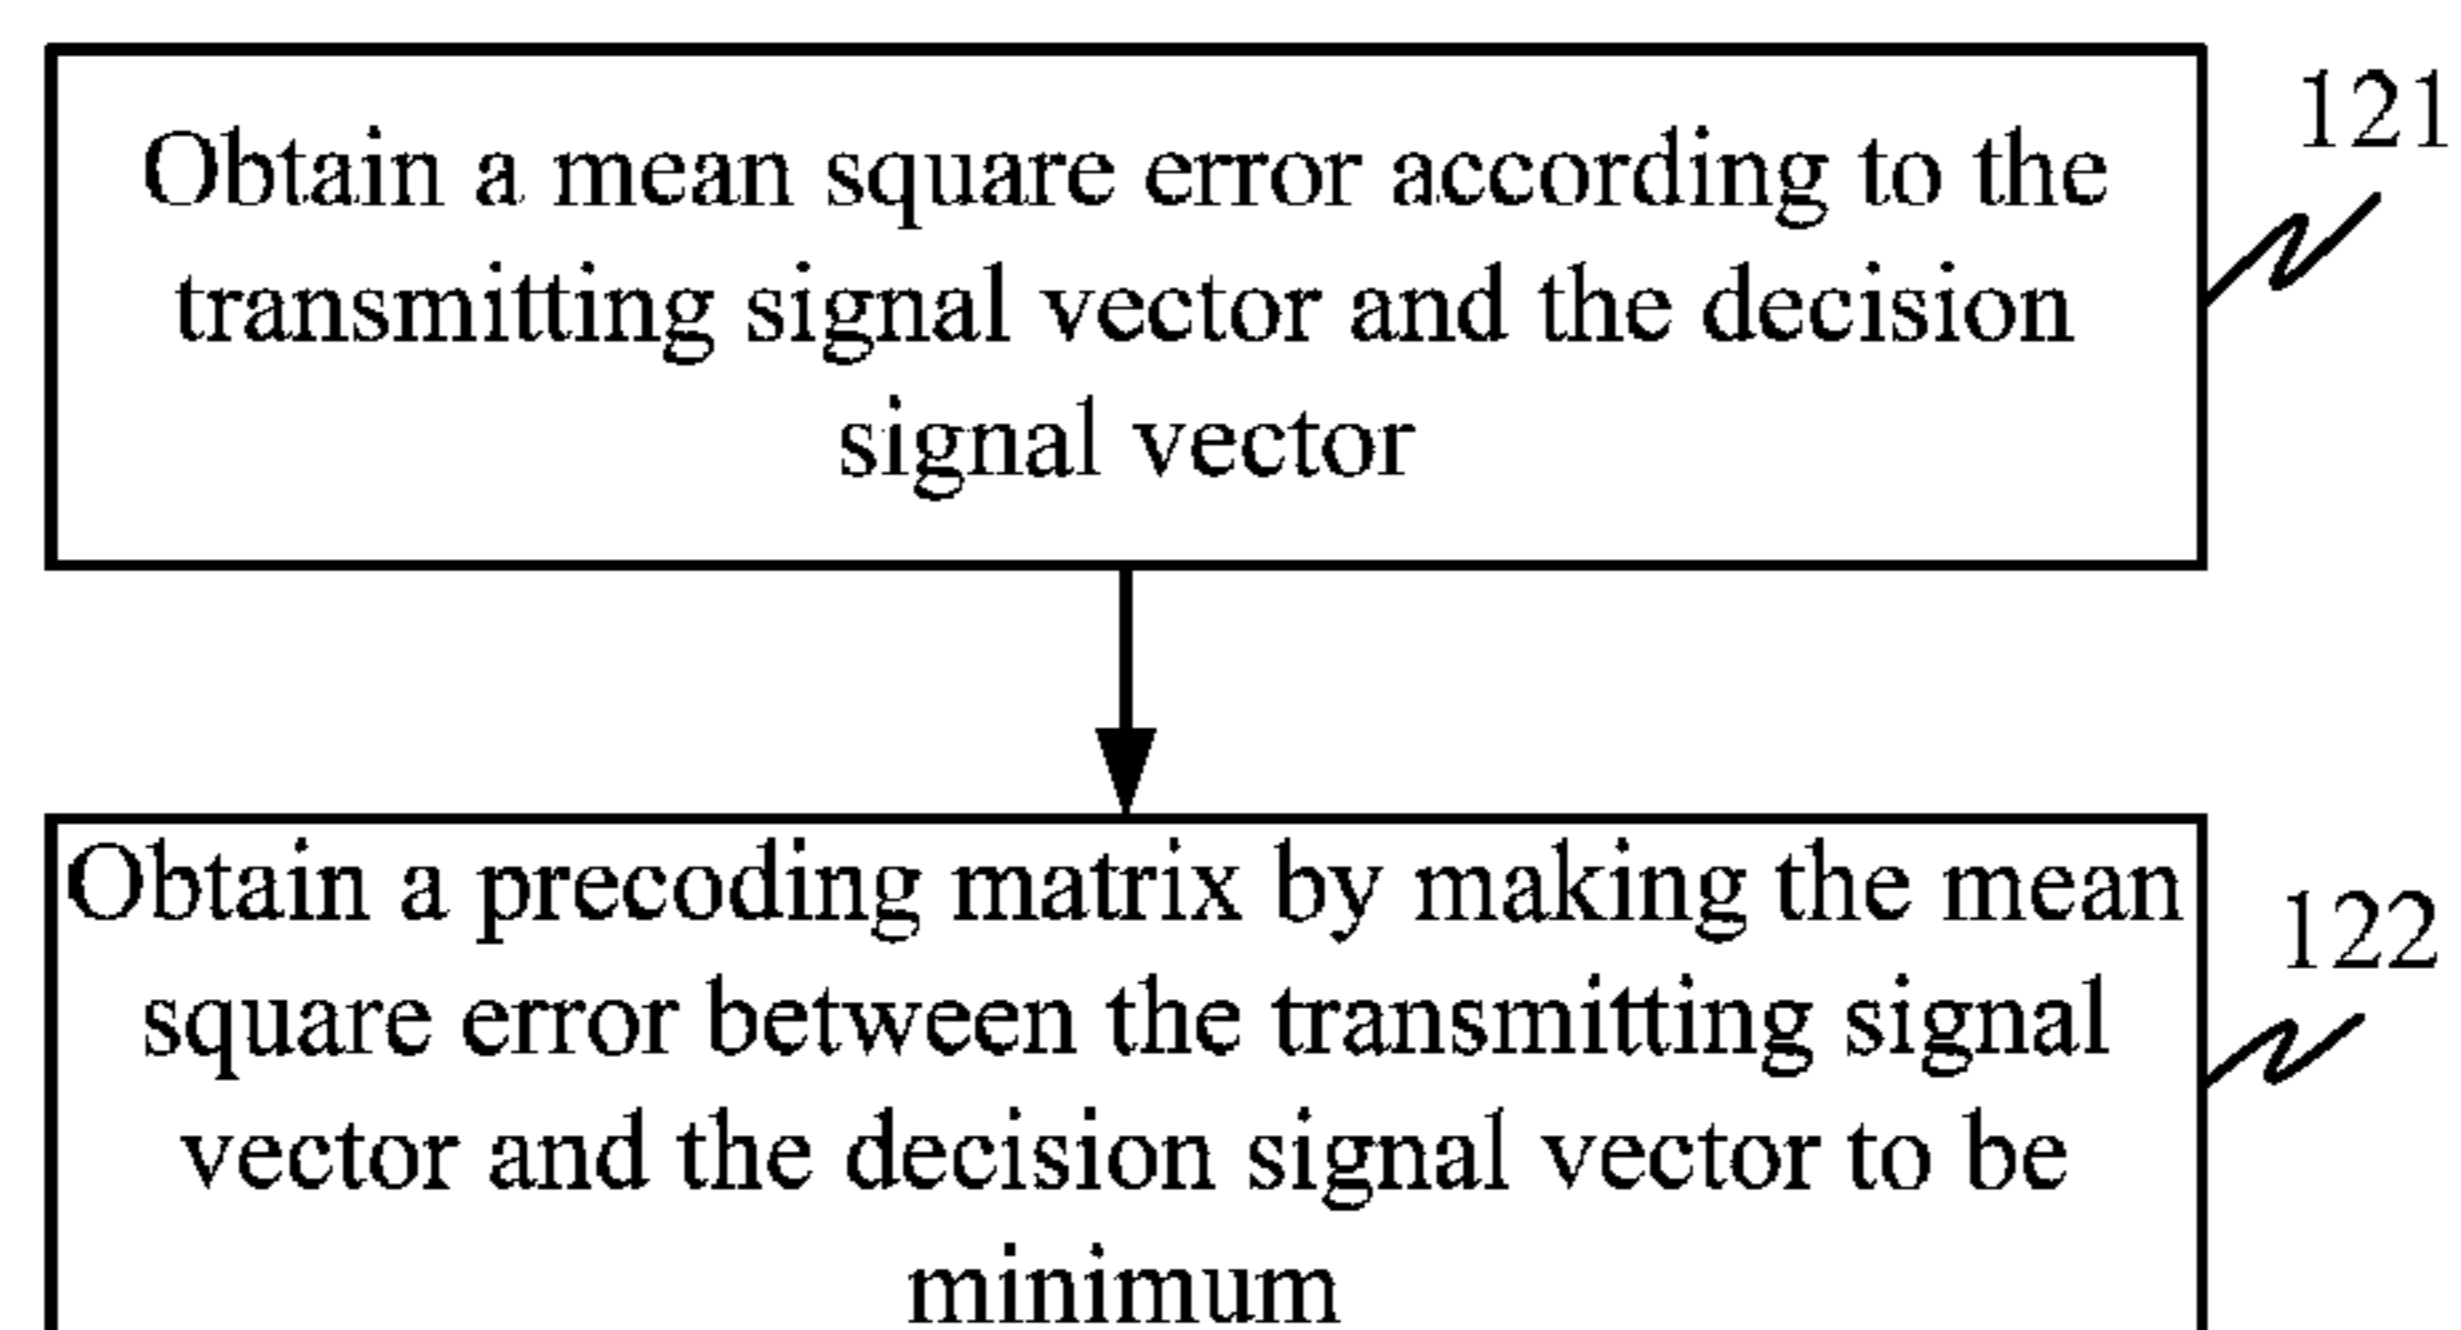 121
Obtain a mean square error according to the
transmitting signal vector and the decision
signal vector
Obtain a precoding matrix by making the mean
122
square error between the transmitting signal
vector and the decision signal vector to be
minimum